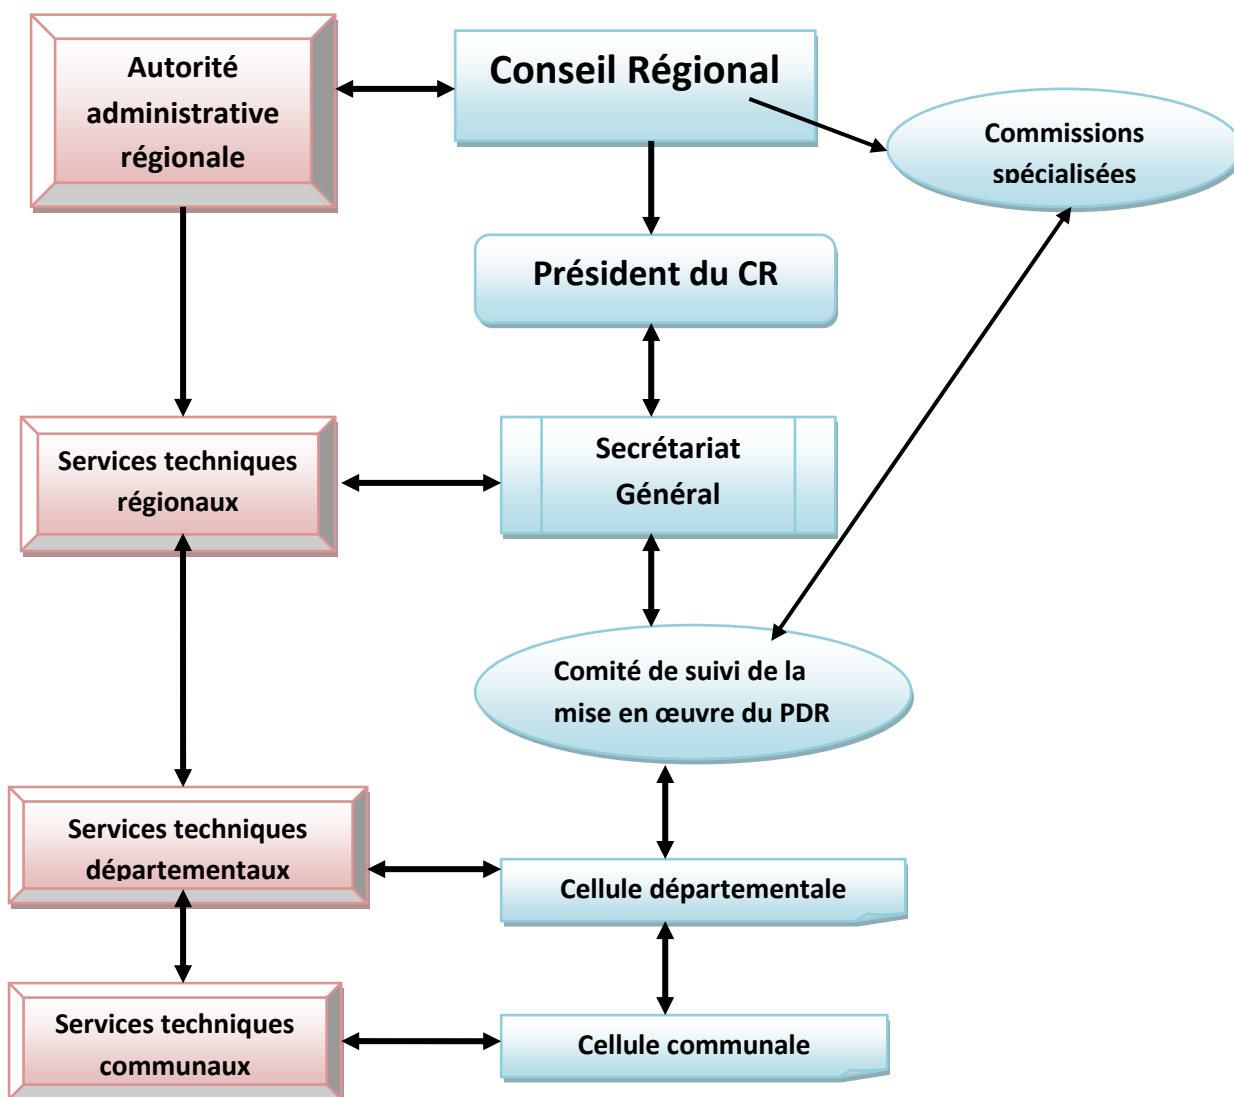 Autorité
administrative
régionale
Conseil Régional
Commissions
spécialisées
Président du CR
Services techniques
régionaux
Secrétariat
Général
Comité de suivi de la
mise en œuvre du PDR
Services techniques
départementaux
Cellule départementale
Services techniques
communaux
Cellule communale